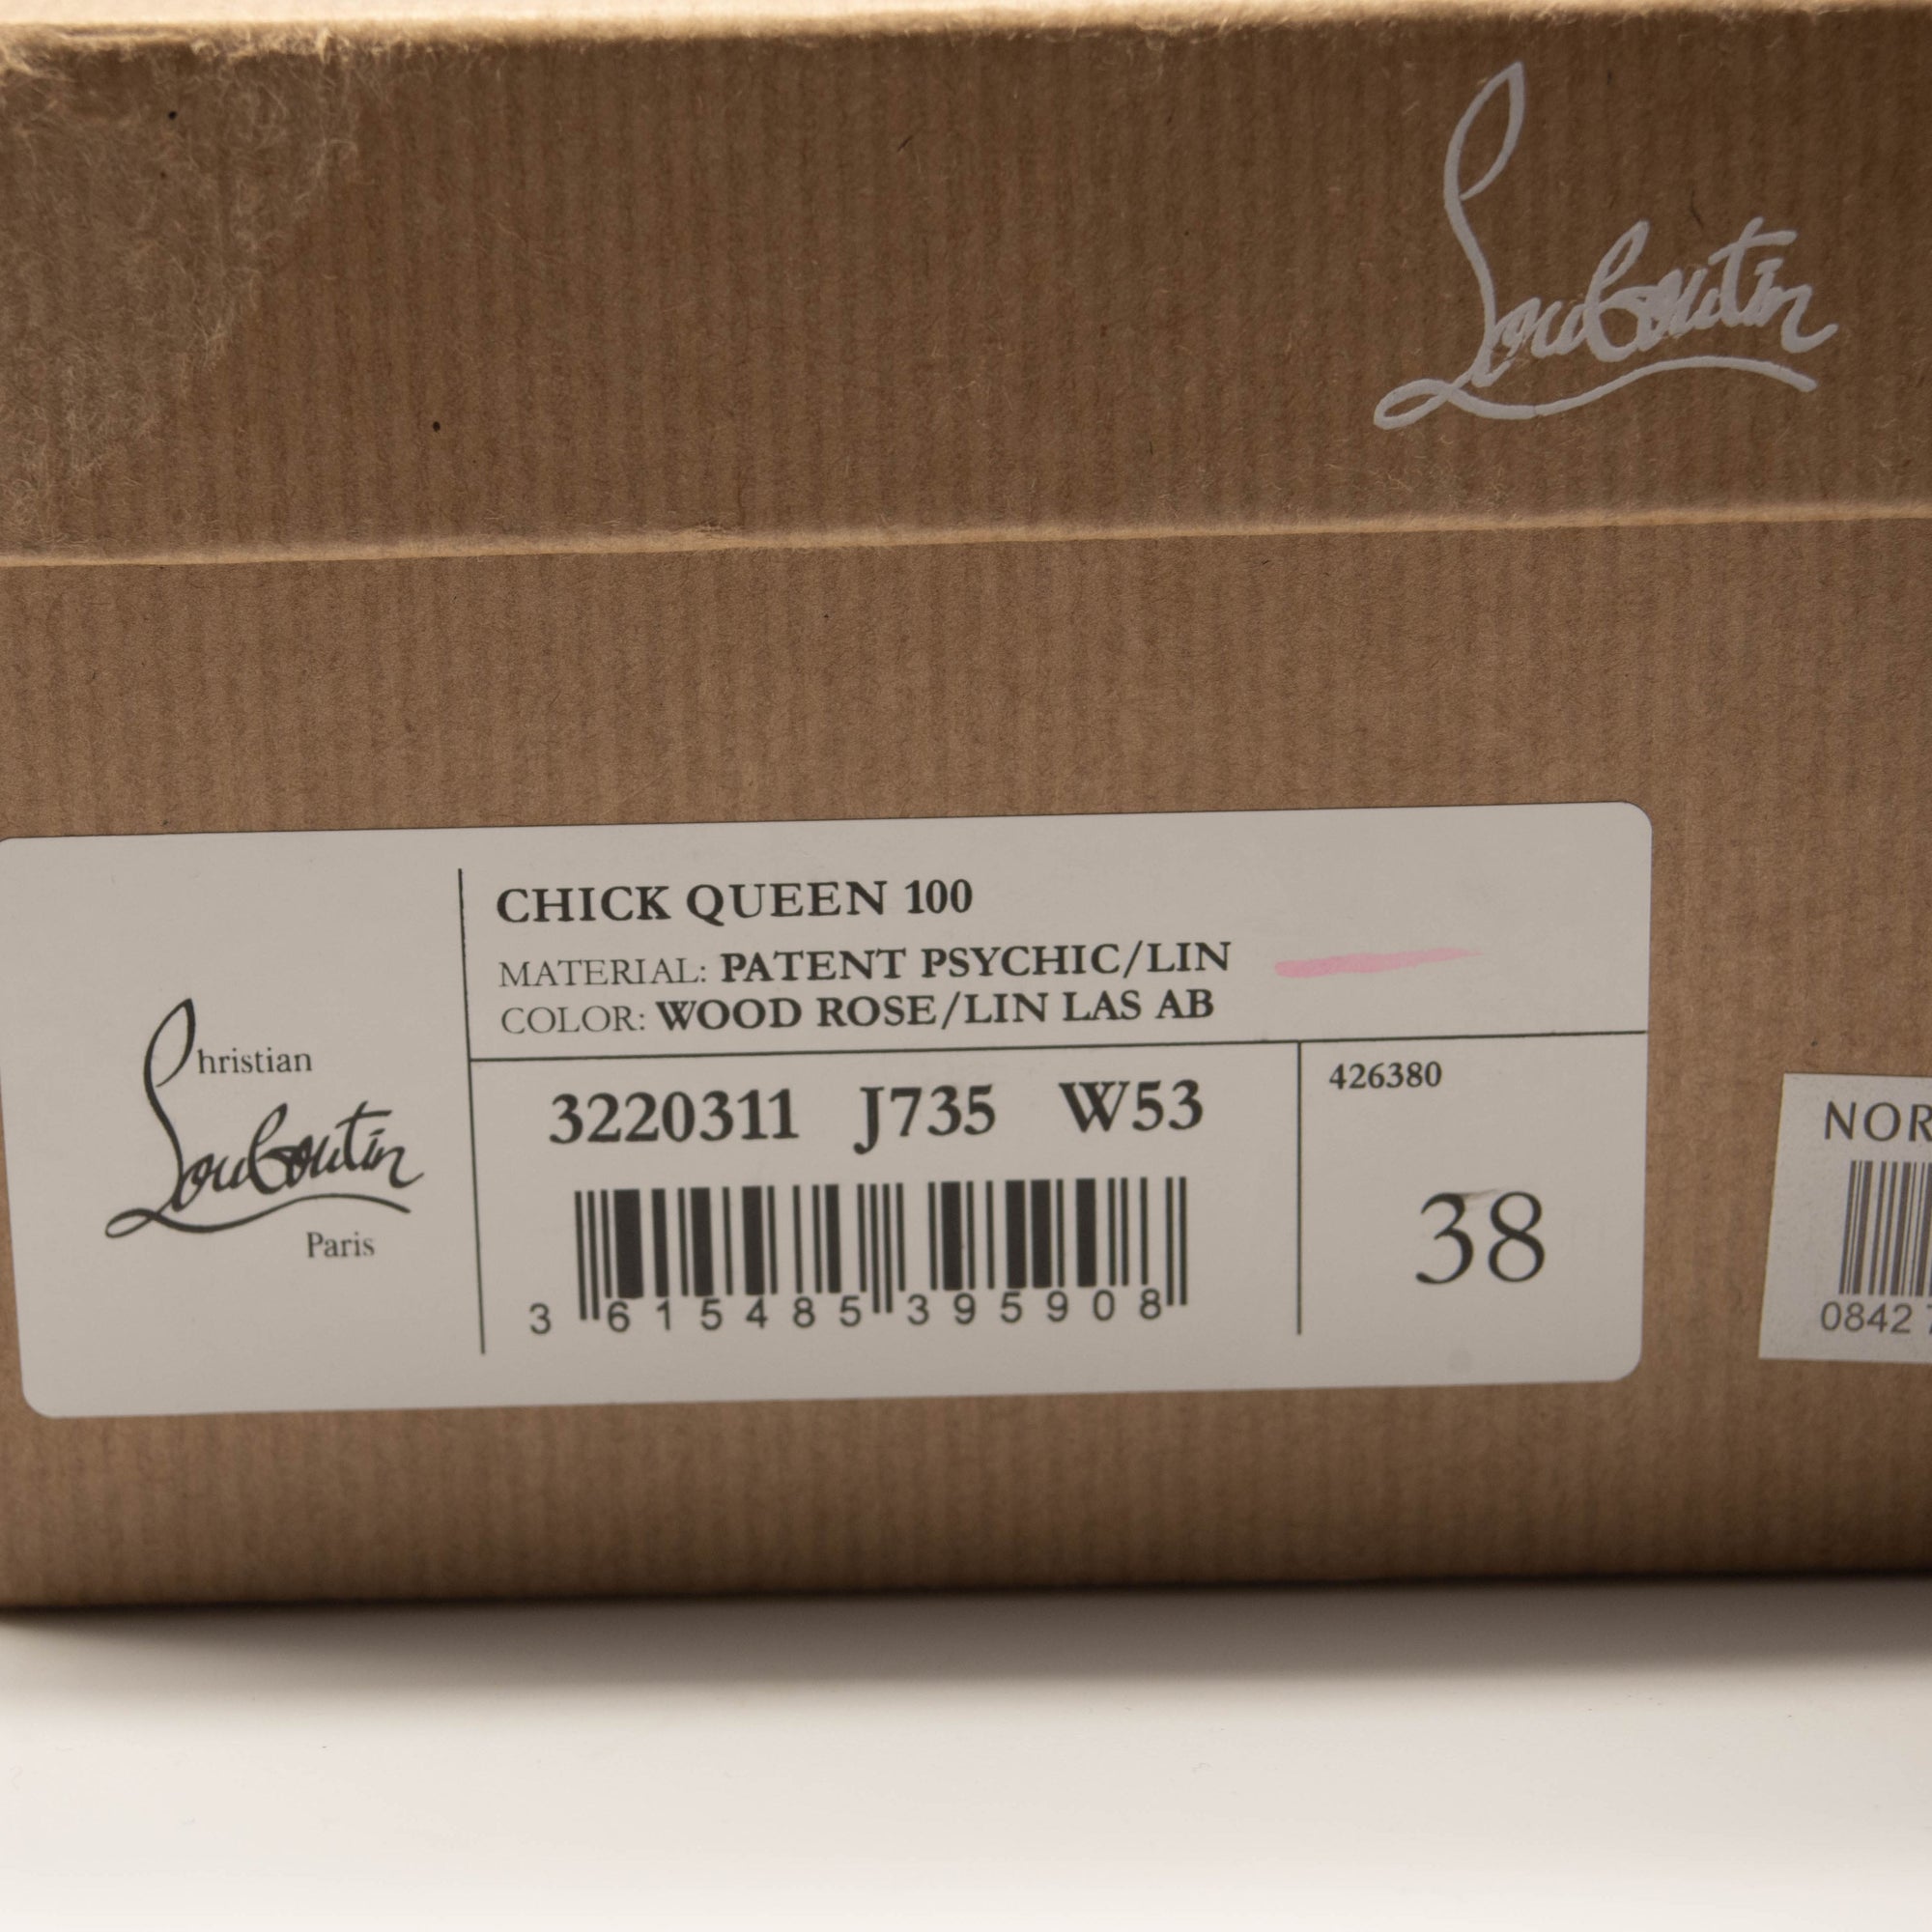 Louboutin
CHICK QUEEN 100
MATERIAL: PATENT PSYCHIC/LIN
COLOR: WOOD ROSE/LIN LAS AB
Christian
Louboutin
Paris
3220311 J735 W53
426380
38
3 615485 395908
NOR
0842